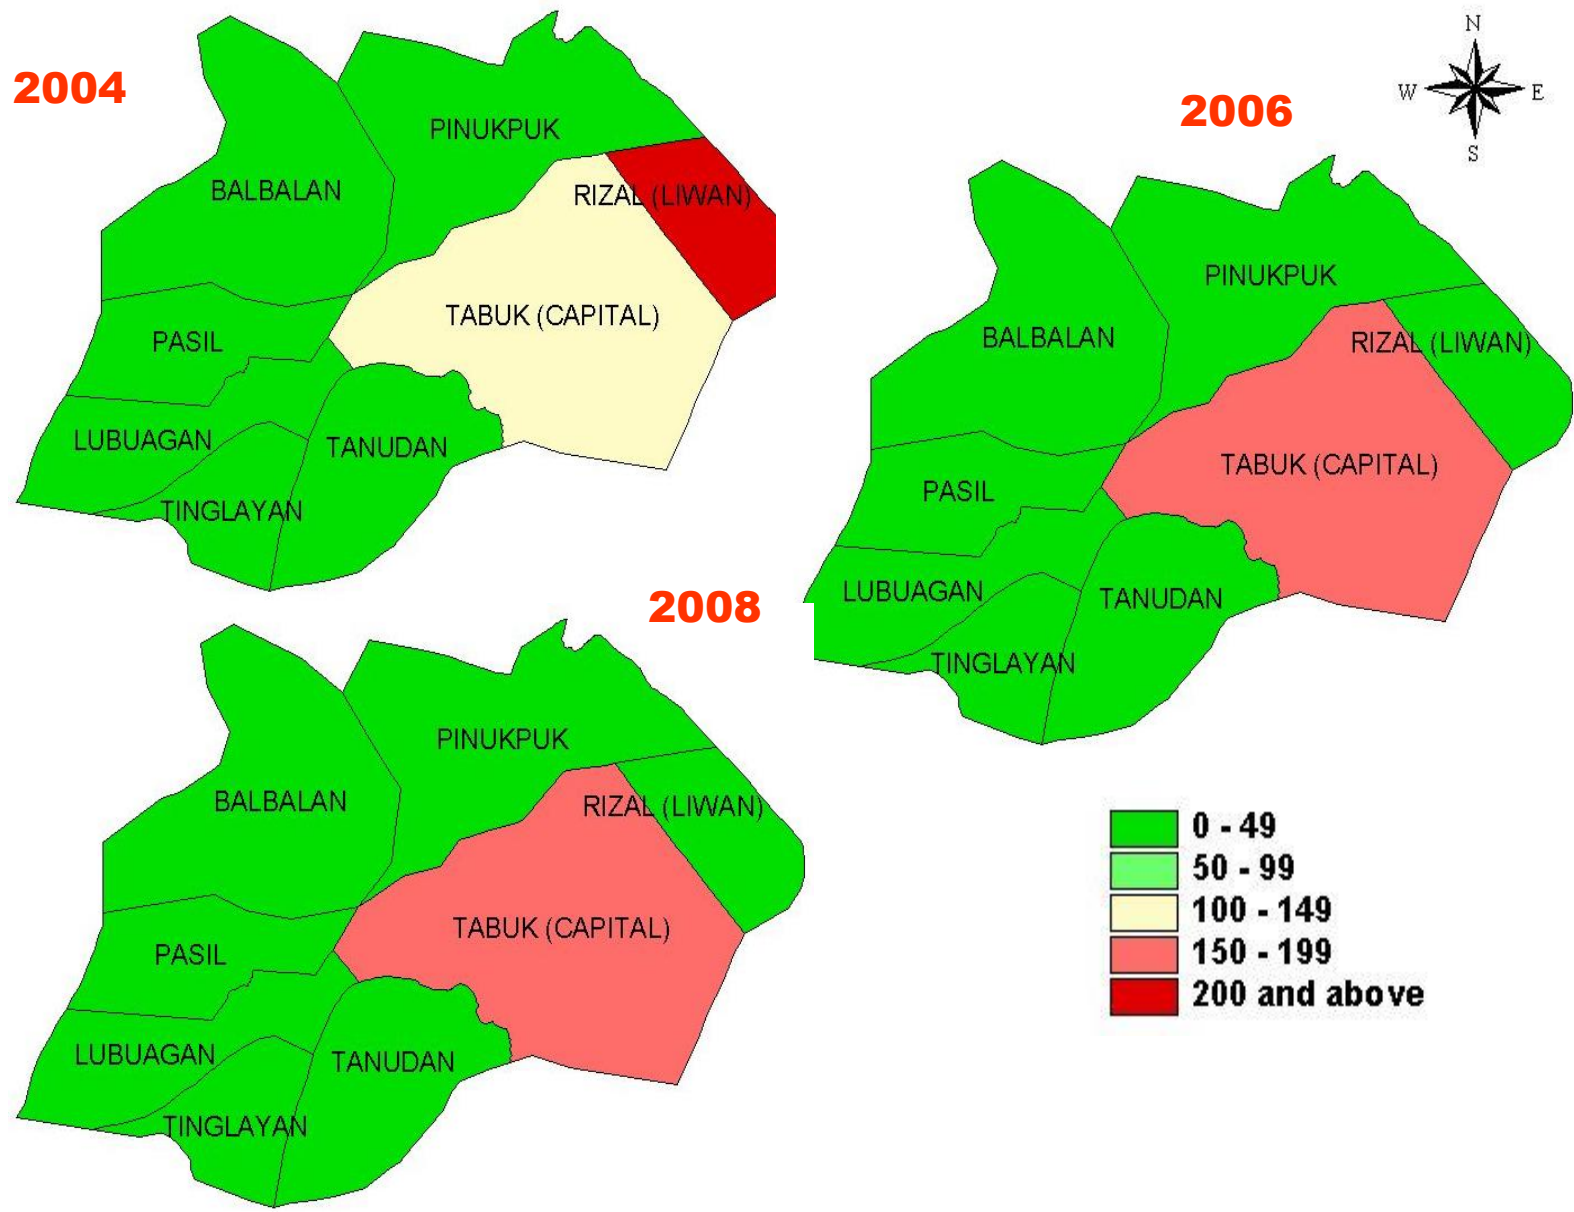 2004
PINUKPUK
BALBALAN
RIZAL (LIWAN)
TABUK (CAPITAL)
PASIL
LUBUAGAN
TANUDAN
TINGLAYAN
N
W
E
S
2006
PINUKPUK
BALBALAN
RIZAL (LIWAN)
TABUK (CAPITAL)
PASIL
LUBUAGAN
TANUDAN
TINGLAYAN
2008
PINUKPUK
BALBALAN
RIZAL (LIWAN)
TABUK (CAPITAL)
PASIL
LUBUAGAN
TANUDAN
TINGLAYAN
0 - 49
50 - 99
100 - 149
150 - 199
200 and above